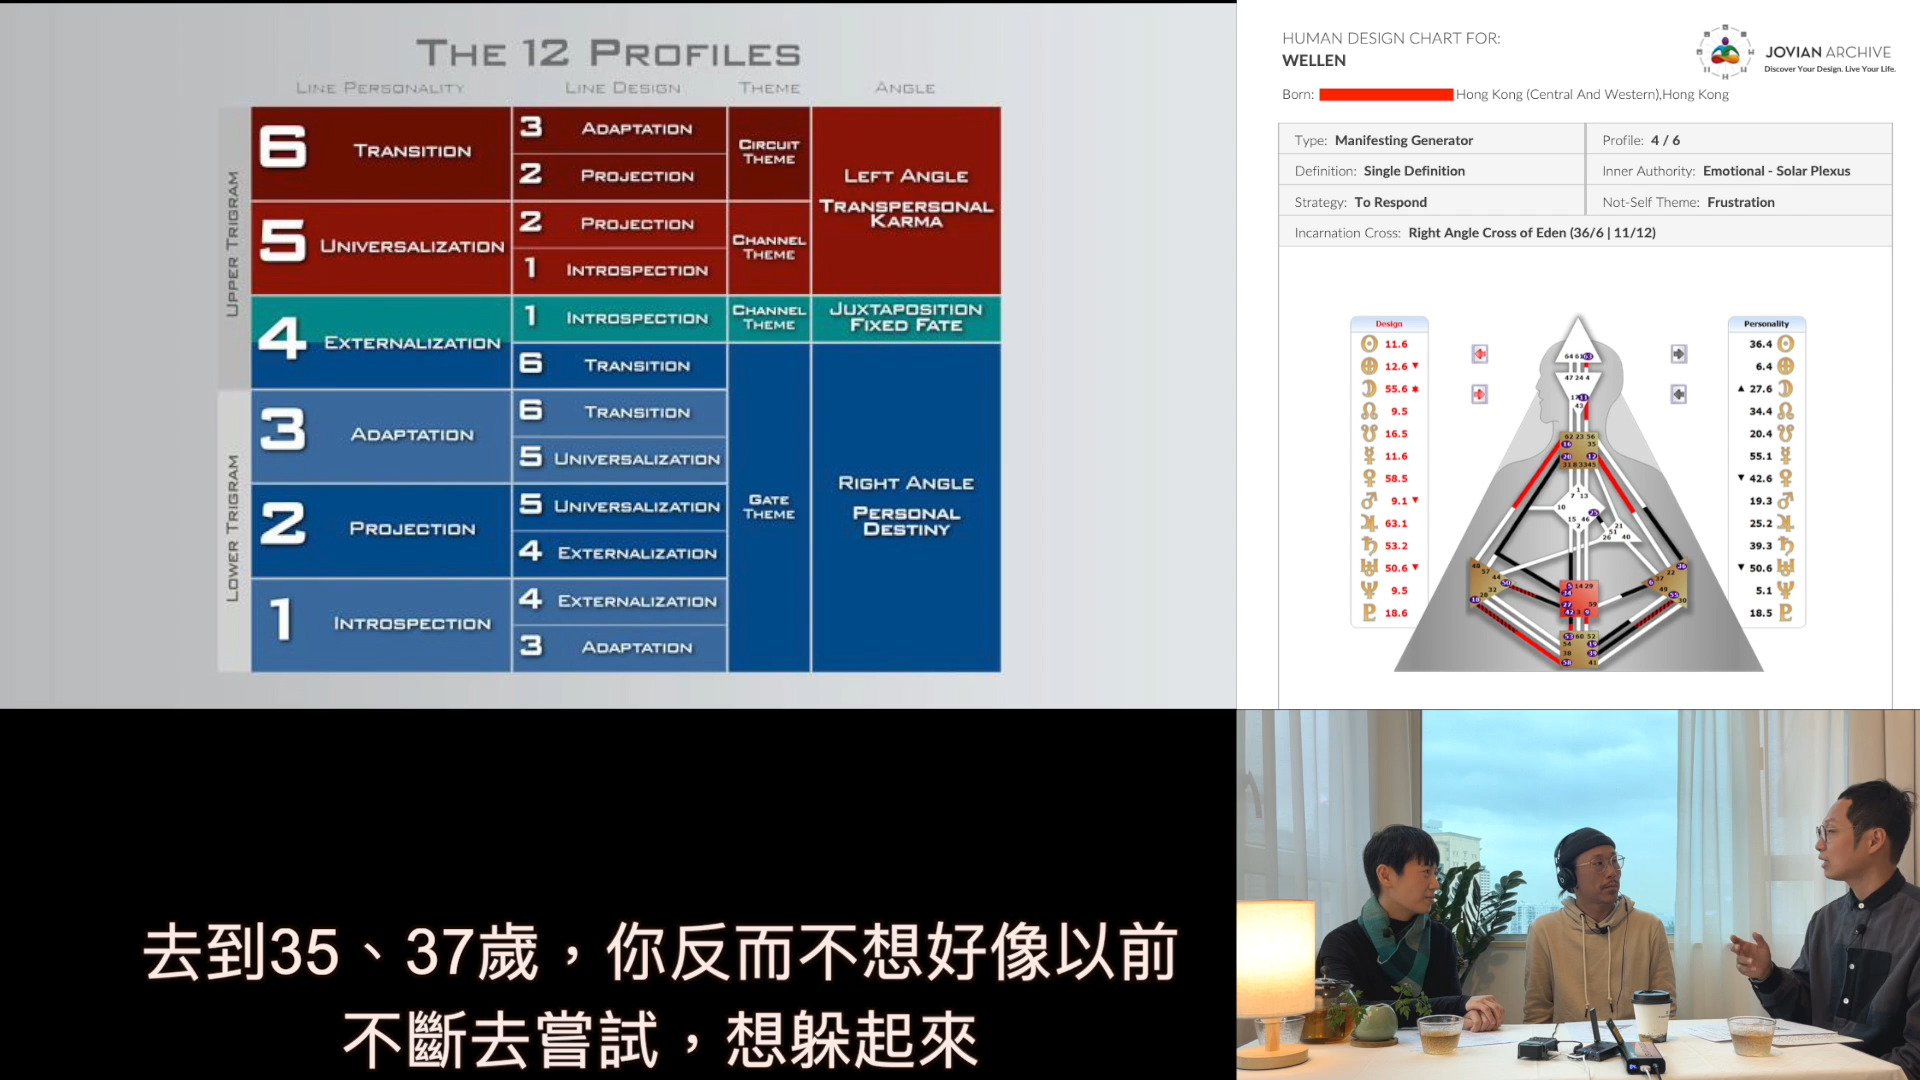 THE 12 PROFILES
LINE PERSONALITY LINE DESIGN THEME ANGLE
UPPER TRIGRAM
LOWER TRIGRAM
6 TRANSITION
3 ADAPTATION
2 PROJECTION
CIRCUIT
THEME
5 UNIVERSALIZATION
2 PROJECTION
1 INTROSPECTION
CHANNEL
THEME
LEFT ANGLE
TRANSPERSONAL
KARMA
4 EXTERNALIZATION
1 INTROSPECTION
CHANNEL
THEME
JUXTAPOSITION
FIXED FATE
6 TRANSITION
3 ADAPTATION
6 TRANSITION
5 UNIVERSALIZATION
2 PROJECTION
5 UNIVERSALIZATION
4 EXTERNALIZATION
1 INTROSPECTION
4 EXTERNALIZATION
3 ADAPTATION
GATE
THEME
RIGHT ANGLE
PERSONAL
DESTINY
HUMAN DESIGN CHART FOR:
WELLEN
JOVIAN ARCHIVE
Discover Your Design. Live Your Life.
Born: Hong Kong (Central And Western),Hong Kong
Type: Manifesting Generator
Profile: 4 / 6
Definition: Single Definition
Inner Authority: Emotional - Solar Plexus
Strategy: To Respond
Not-Self Theme: Frustration
Incarnation Cross: Right Angle Cross of Eden (36/6 | 11/12)
Design
11.6
12.6
55.6
9.5
16.5
11.6
58.5
9.1
63.1
53.2
50.6
9.5
18.6
Personality
36.4
6.4
27.6
34.4
20.4
55.1
42.6
19.3
25.2
39.3
50.6
5.1
18.5
去到35、37歲，你反而不想好像以前
不斷去嘗試，想躲起來